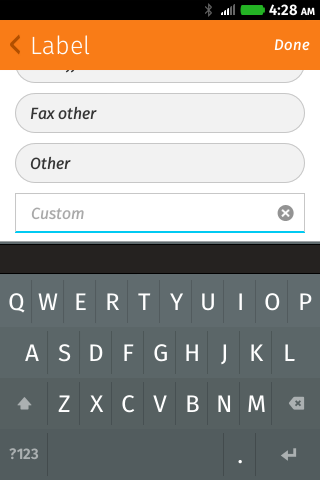 4:28 AM
Label Done
Fax other
Other
Custom
Q W E R T Y U I O P
A S D F G H J K L
Z X C V B N M
?123 .